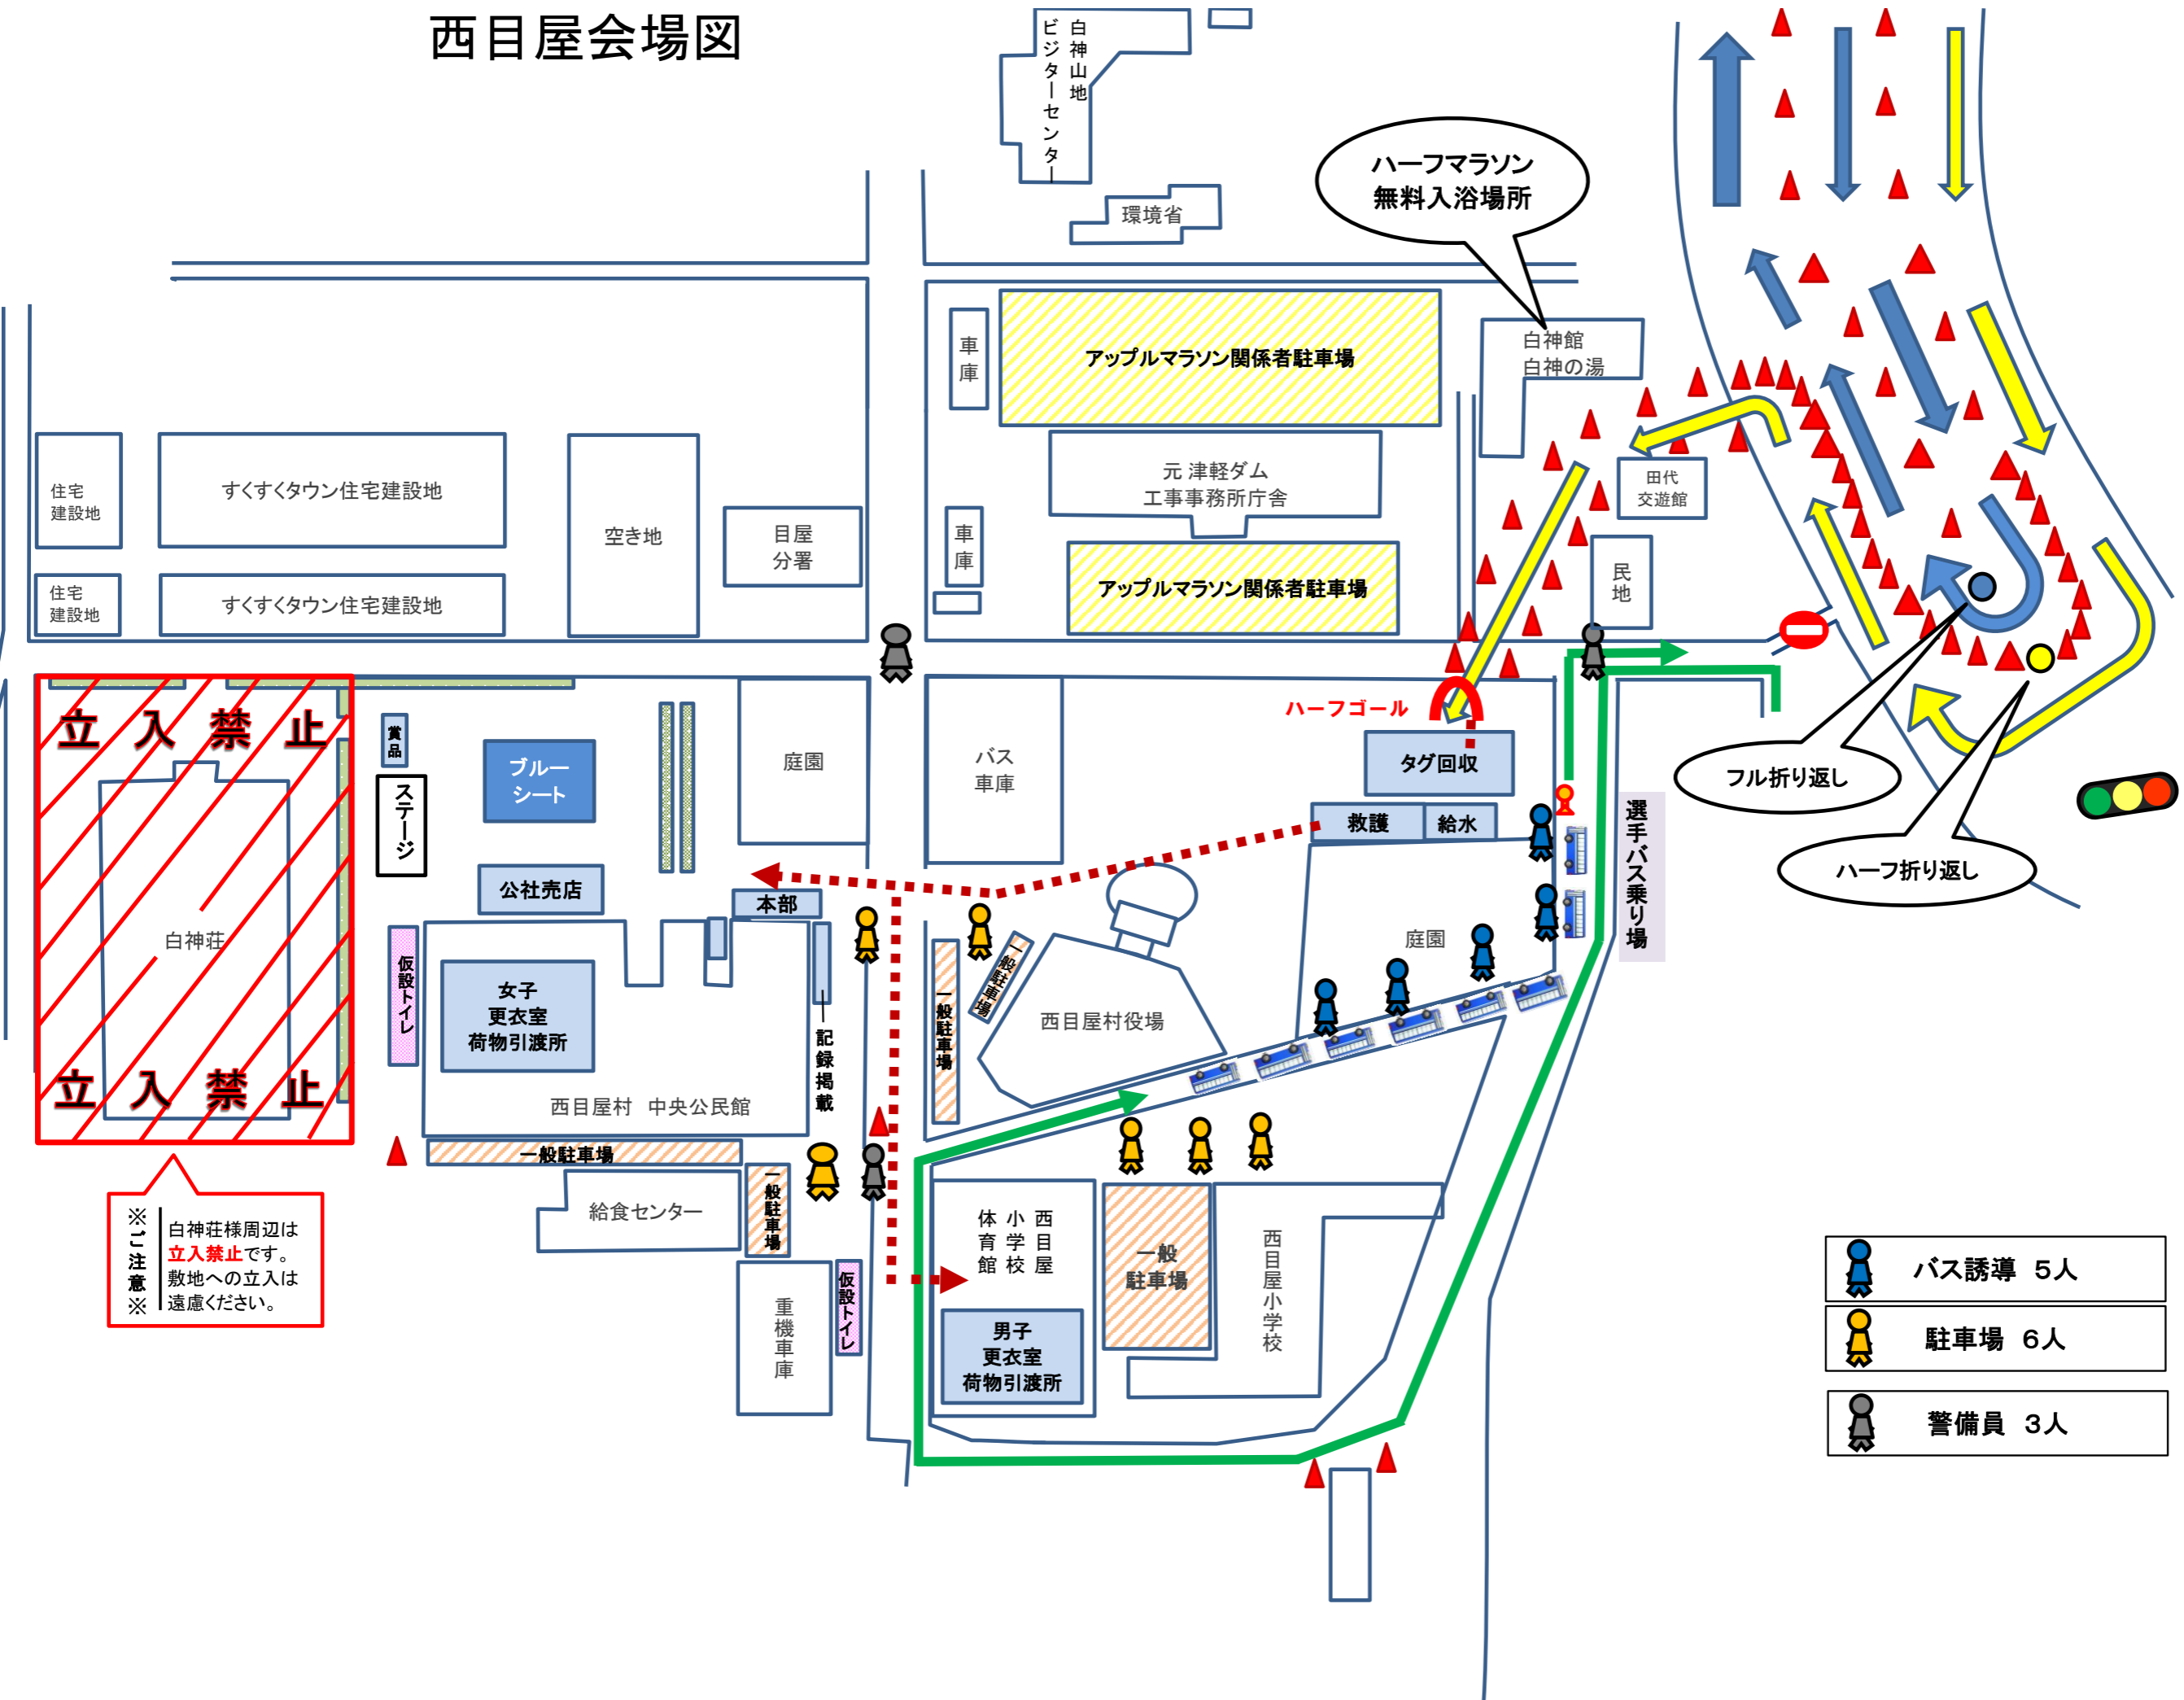 西目屋会場図
白神山地
ビジターセンター
環境省
ハーフマラソン
無料入浴場所
車庫
アップルマラソン関係者駐車場
白神館
白神の湯
住宅
建設地
すくすくタウン住宅建設地
空き地
目屋
分署
車庫
元 津軽ダム
工事事務所庁舎
田代
交遊館
住宅
建設地
すくすくタウン住宅建設地
アップルマラソン関係者駐車場
民地
立入禁止
賞品
ステージ
ブルー
シート
庭園
バス
車庫
ハーフゴール
タグ回収
救護
給水
選手バス乗り場
フル折り返し
ハーフ折り返し
公社売店
本部
白神荘
仮設トイレ
女子
更衣室
荷物引渡所
記録掲載
一般駐車場
一般駐車場
西目屋村役場
庭園
立入禁止
西目屋村 中央公民館
一般駐車場
給食センター
一般駐車場
※ご注意※
白神荘様周辺は
立入禁止です。
敷地への立入は
遠慮ください。
重機車庫
仮設トイレ
西目屋
小学校
体育館
男子
更衣室
荷物引渡所
一般
駐車場
西目屋小学校
バス誘導 5人
駐車場 6人
警備員 3人